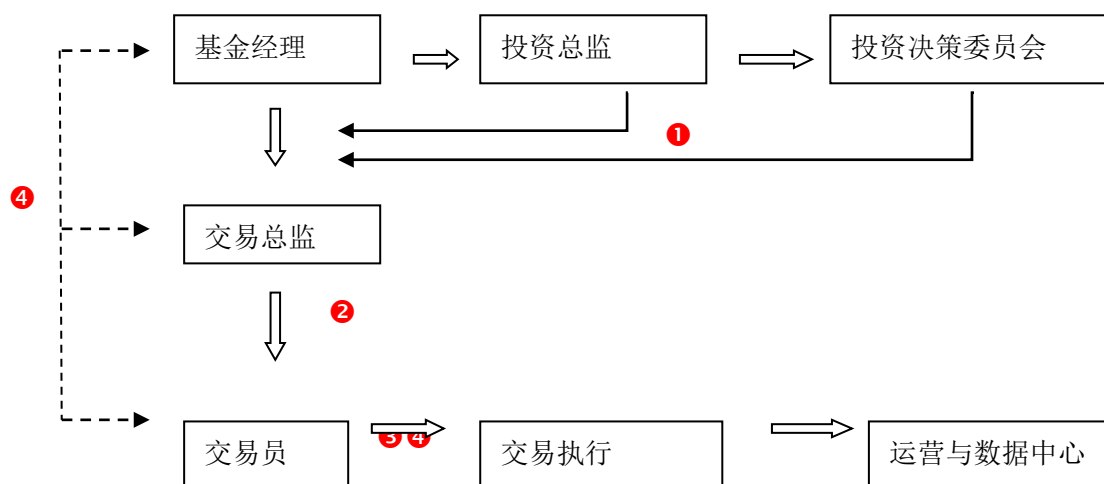 基金经理
投资总监
投资决策委员会
❶
❹
交易总监
❷
❸❹
交易员
交易执行
运营与数据中心